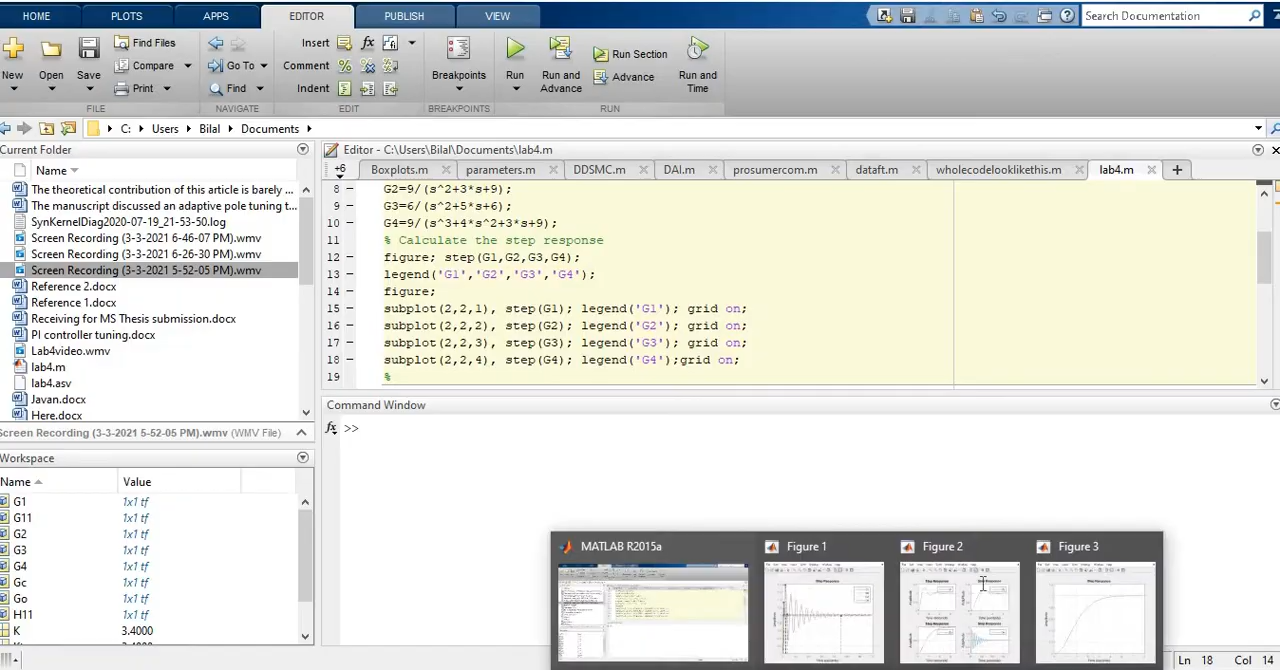 HOME PLOTS APPS EDITOR PUBLISH VIEW Search Documentation
Find Files Insert fx
Compare Go To Comment % Run Section
New Open Save Breakpoints Run Run and Advance Advance Run and Time
Print Find Indent
FILE NAVIGATE EDIT BREAKPOINTS RUN
C: Users Bilal Documents
Current Folder
Name
The theoretical contribution of this article is barely ...
The manuscript discussed an adaptive pole tuning t...
SynKernelDiag2020-07-19_21-53-50.log
Screen Recording (3-3-2021 6-46-07 PM).wmv
Screen Recording (3-3-2021 6-26-30 PM).wmv
Screen Recording (3-3-2021 5-52-05 PM).wmv
Reference 2.docx
Reference 1.docx
Receiving for MS Thesis submission.docx
PI controller tuning.docx
Lab4video.wmv
lab4.m
lab4.asv
Javan.docx
Here.docx
Screen Recording (3-3-2021 5-52-05 PM).wmv (WMV File)
Workspace
Name Value
G1 1x1 tf
G11 1x1 tf
G2 1x1 tf
G3 1x1 tf
G4 1x1 tf
Gc 1x1 tf
Go 1x1 tf
H11 1x1 tf
K 3.4000
Editor - C:\Users\Bilal\Documents\lab4.m
+6 Boxplots.m parameters.m DDSMC.m DAI.m prosumercom.m dataft.m wholecodelooklikethis.m lab4.m +
8 - G2=9/(s^2+3*s+9);
9 - G3=6/(s^2+5*s+6);
10 - G4=9/(s^3+4*s^2+3*s+9);
11 % Calculate the step response
12 - figure; step(G1,G2,G3,G4);
13 - legend('G1','G2','G3','G4');
14 - figure;
15 - subplot(2,2,1), step(G1); legend('G1'); grid on;
16 - subplot(2,2,2), step(G2); legend('G2'); grid on;
17 - subplot(2,2,3), step(G3); legend('G3'); grid on;
18 - subplot(2,2,4), step(G4); legend('G4');grid on;
19 %
Command Window
fx >>
MATLAB R2015a Figure 1 Figure 2 Figure 3
Ln 18 Col 14